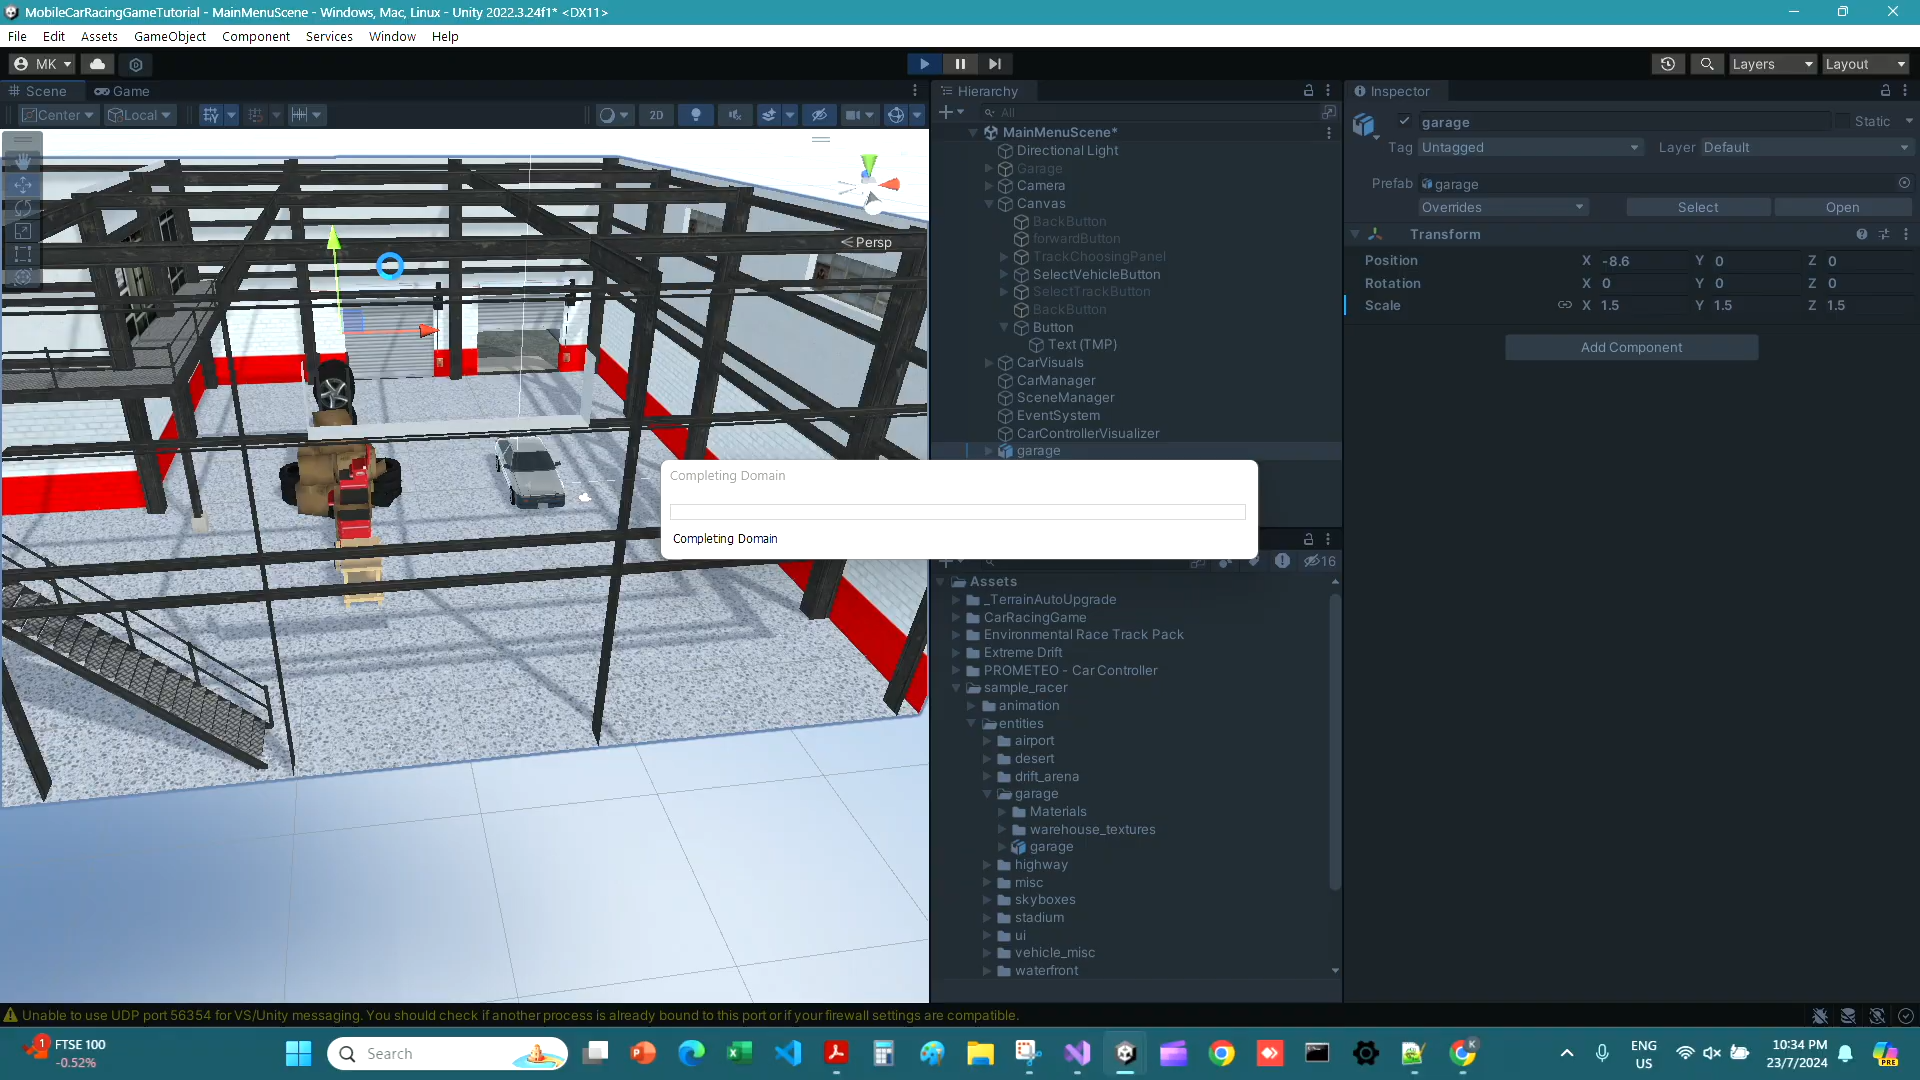 MobileCarRacingGameTutorial - MainMenuScene - Windows, Mac, Linux - Unity 2022.3.24f1* <DX11>
File Edit Assets GameObject Component Services Window Help
MK Layers Layout
Scene Game
Center Local 2D
Persp
Hierarchy
All
MainMenuScene*
Directional Light
Garage
Camera
Canvas
BackButton
forwardButton
TrackChoosingPanel
SelectVehicleButton
SelectTrackButton
BackButton
Button
Text (TMP)
CarVisuals
CarManager
SceneManager
EventSystem
CarControllerVisualizer
garage
Completing Domain
Completing Domain
16
Assets
_TerrainAutoUpgrade
CarRacingGame
Environmental Race Track Pack
Extreme Drift
PROMETEO - Car Controller
sample_racer
animation
entities
airport
desert
drift_arena
garage
Materials
warehouse_textures
garage
highway
misc
skyboxes
stadium
ui
vehicle_misc
waterfront
Inspector
garage Static
Tag Untagged Layer Default
Prefab garage
Overrides Select Open
Transform
Position X -8.6 Y 0 Z 0
Rotation X 0 Y 0 Z 0
Scale X 1.5 Y 1.5 Z 1.5
Add Component
Unable to use UDP port 56354 for VS/Unity messaging. You should check if another process is already bound to this port or if your firewall settings are compatible.
1 FTSE 100
-0.52%
Search
ENG
US
10:34 PM
23/7/2024
PRE